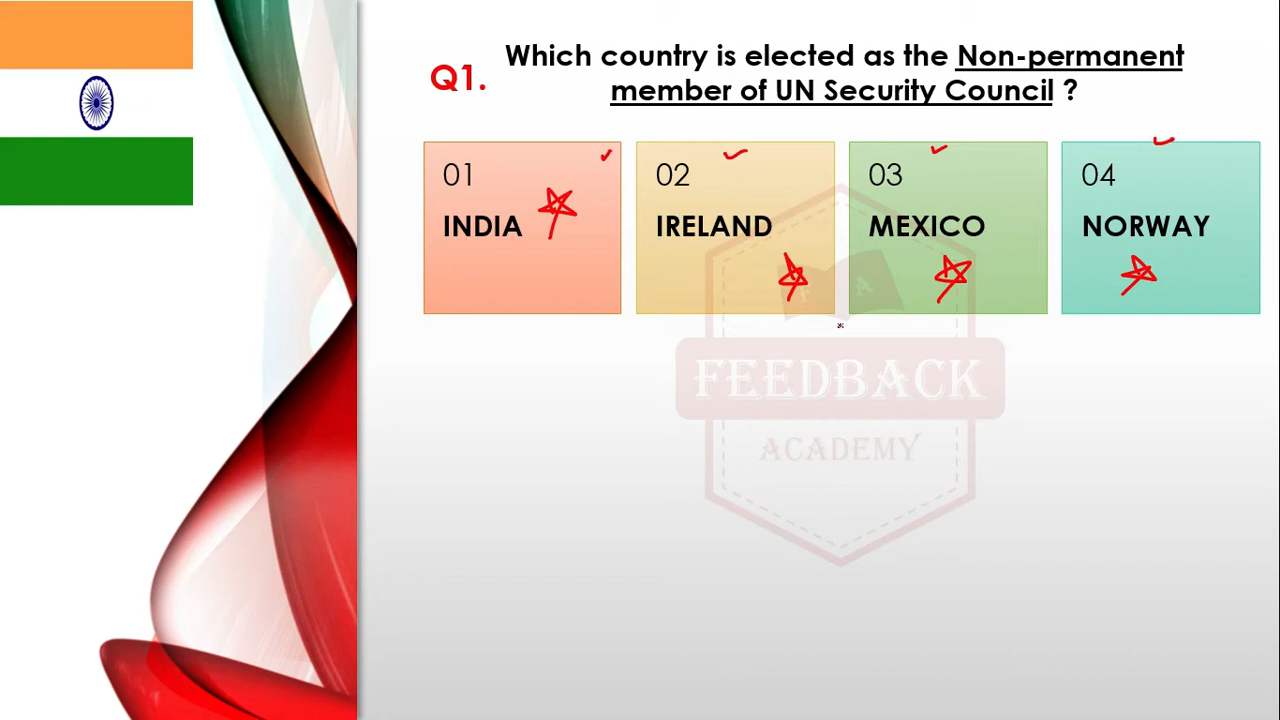 Q1.
Which country is elected as the Non-permanent
member of UN Security Council ?
01
INDIA
02
IRELAND
03
MEXICO
04
NORWAY
F A
FEEDBACK
ACADEMY